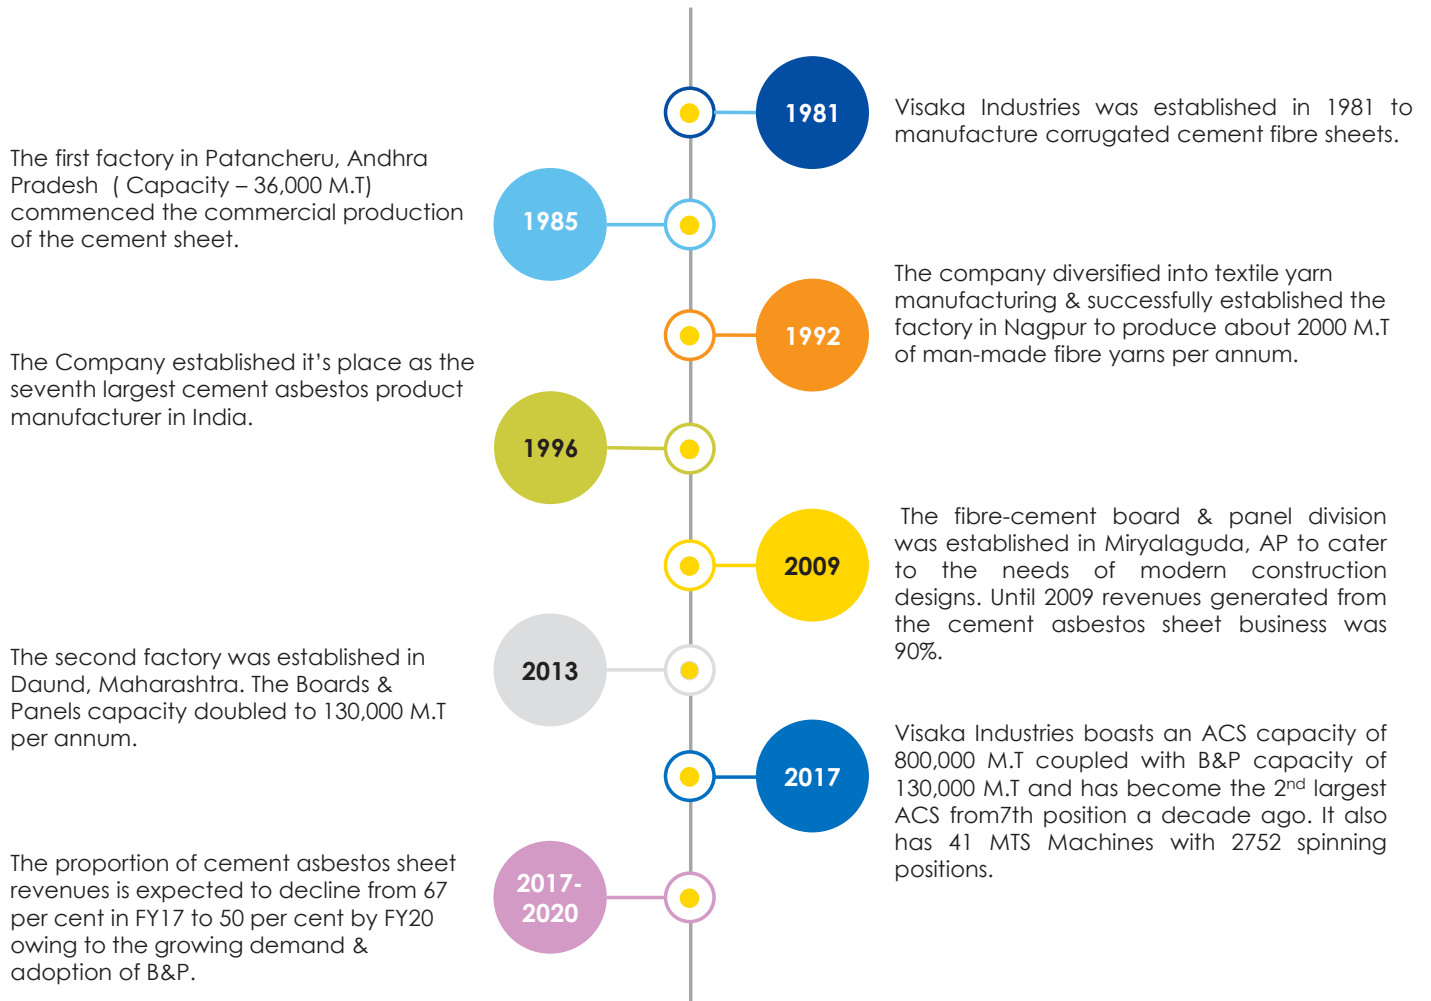 1981
Visaka Industries was established in 1981 to
manufacture corrugated cement fibre sheets.
The first factory in Patancheru, Andhra
Pradesh ( Capacity – 36,000 M.T)
commenced the commercial production
of the cement sheet.
1985
The company diversified into textile yarn
manufacturing & successfully established the
factory in Nagpur to produce about 2000 M.T
of man-made fibre yarns per annum.
1992
The Company established it's place as the
seventh largest cement asbestos product
manufacturer in India.
1996
The fibre-cement board & panel division
was established in Miryalaguda, AP to cater
to the needs of modern construction
designs. Until 2009 revenues generated from
the cement asbestos sheet business was
90%.
2009
The second factory was established in
Daund, Maharashtra. The Boards &
Panels capacity doubled to 130,000 M.T
per annum.
2013
Visaka Industries boasts an ACS capacity of
800,000 M.T coupled with B&P capacity of
130,000 M.T and has become the 2nd largest
ACS from7th position a decade ago. It also
has 41 MTS Machines with 2752 spinning
positions.
2017
The proportion of cement asbestos sheet
revenues is expected to decline from 67
per cent in FY17 to 50 per cent by FY20
owing to the growing demand &
adoption of B&P.
2017-
2020